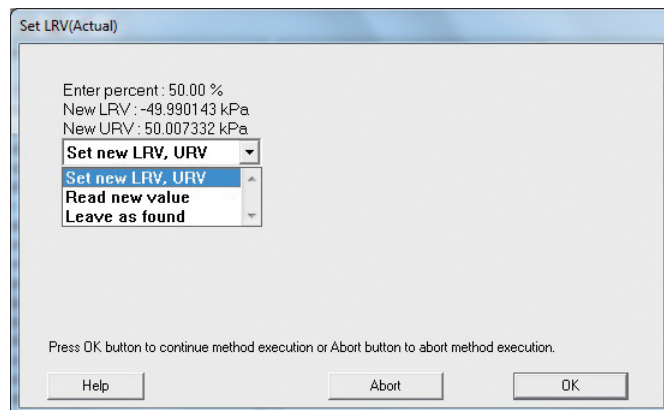 Set LRV(Actual)
Enter percent : 50.00 %
New LRV : -49.990143 kPa
New URV : 50.007332 kPa
Set new LRV, URV
Set new LRV, URV
Read new value
Leave as found
Press OK button to continue method execution or Abort button to abort method execution.
Help Abort OK